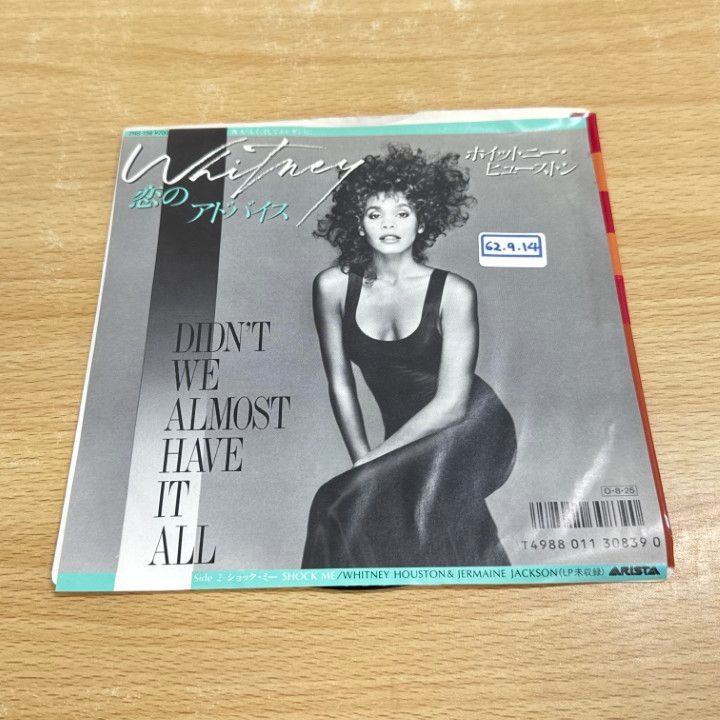 Whitney
恋の
アドバイス
ホイットニー・
ヒューストン
62.9.14
DIDN'T
WE
ALMOST
HAVE
IT
ALL
O-8-25
T4988 011 30839 0
Side 2 ショック・ミー SHOCK ME/WHITNEY HOUSTON & JERMAINE JACKSON (LP未収録) ARISTA